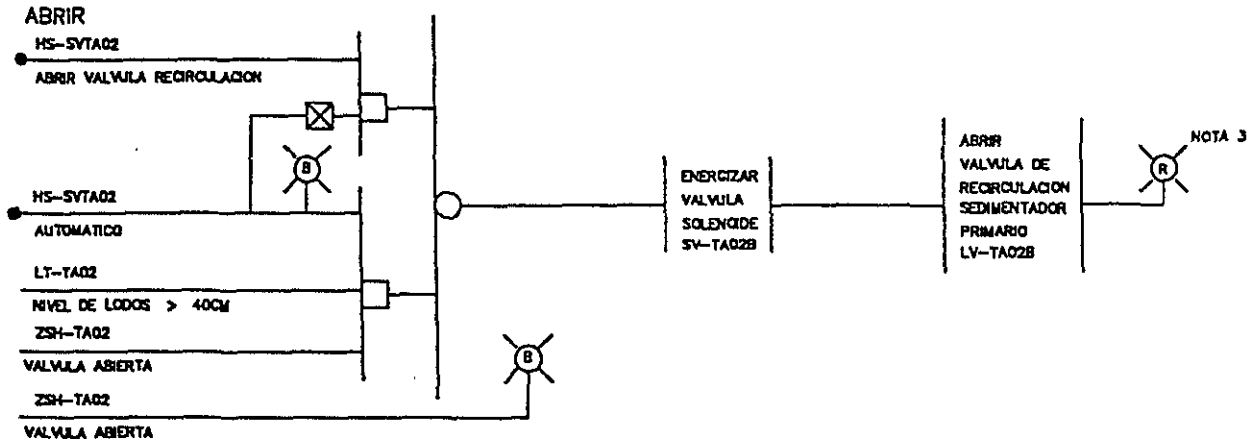 ABRIR
HS-SVTA02
ABRIR VALVULA RECIRCULACION
B
HS-SVTA02
AUTOMATICO
LT-TA02
NIVEL DE LODOS > 40CM
ZSH-TA02
VALVULA ABIERTA
ZSH-TA02
VALVULA ABIERTA
B
ENERGIZAR
VALVULA
SOLENOIDE
SV-TA02B
ABRIR
VALVULA DE
RECIRCULACION
SEDIMENTADOR
PRIMARIO
LV-TA02B
R
NOTA 3